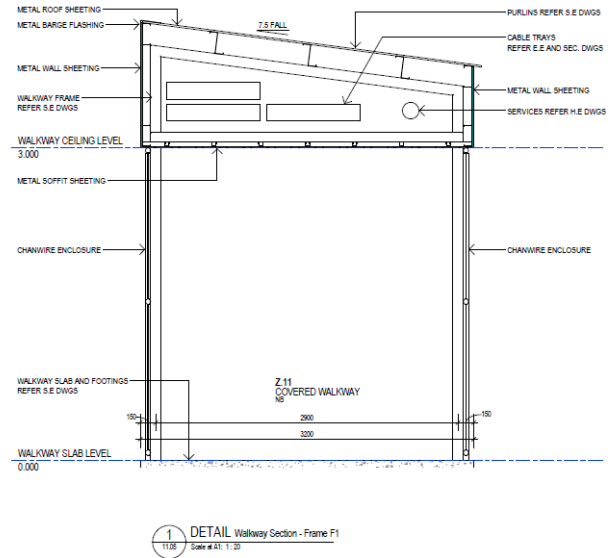 METAL ROOF SHEETING
METAL BARGE FLASHING
7.5 FALL
PURLINS REFER S.E DWGS
CABLE TRAYS
REFER E.E AND SEC. DWGS
METAL WALL SHEETING
WALKWAY FRAME
REFER S.E DWGS
METAL WALL SHEETING
SERVICES REFER H.E DWGS
WALKWAY CEILING LEVEL
3.000
METAL SOFFIT SHEETING
CHANWIRE ENCLOSURE
CHANWIRE ENCLOSURE
WALKWAY SLAB AND FOOTINGS
REFER S.E DWGS
Z.11
COVERED WALKWAY
NS
150
2900
150
3200
WALKWAY SLAB LEVEL
0.000
1
11.05
DETAIL Walkway Section - Frame F1
Scale at A1: 1 : 20